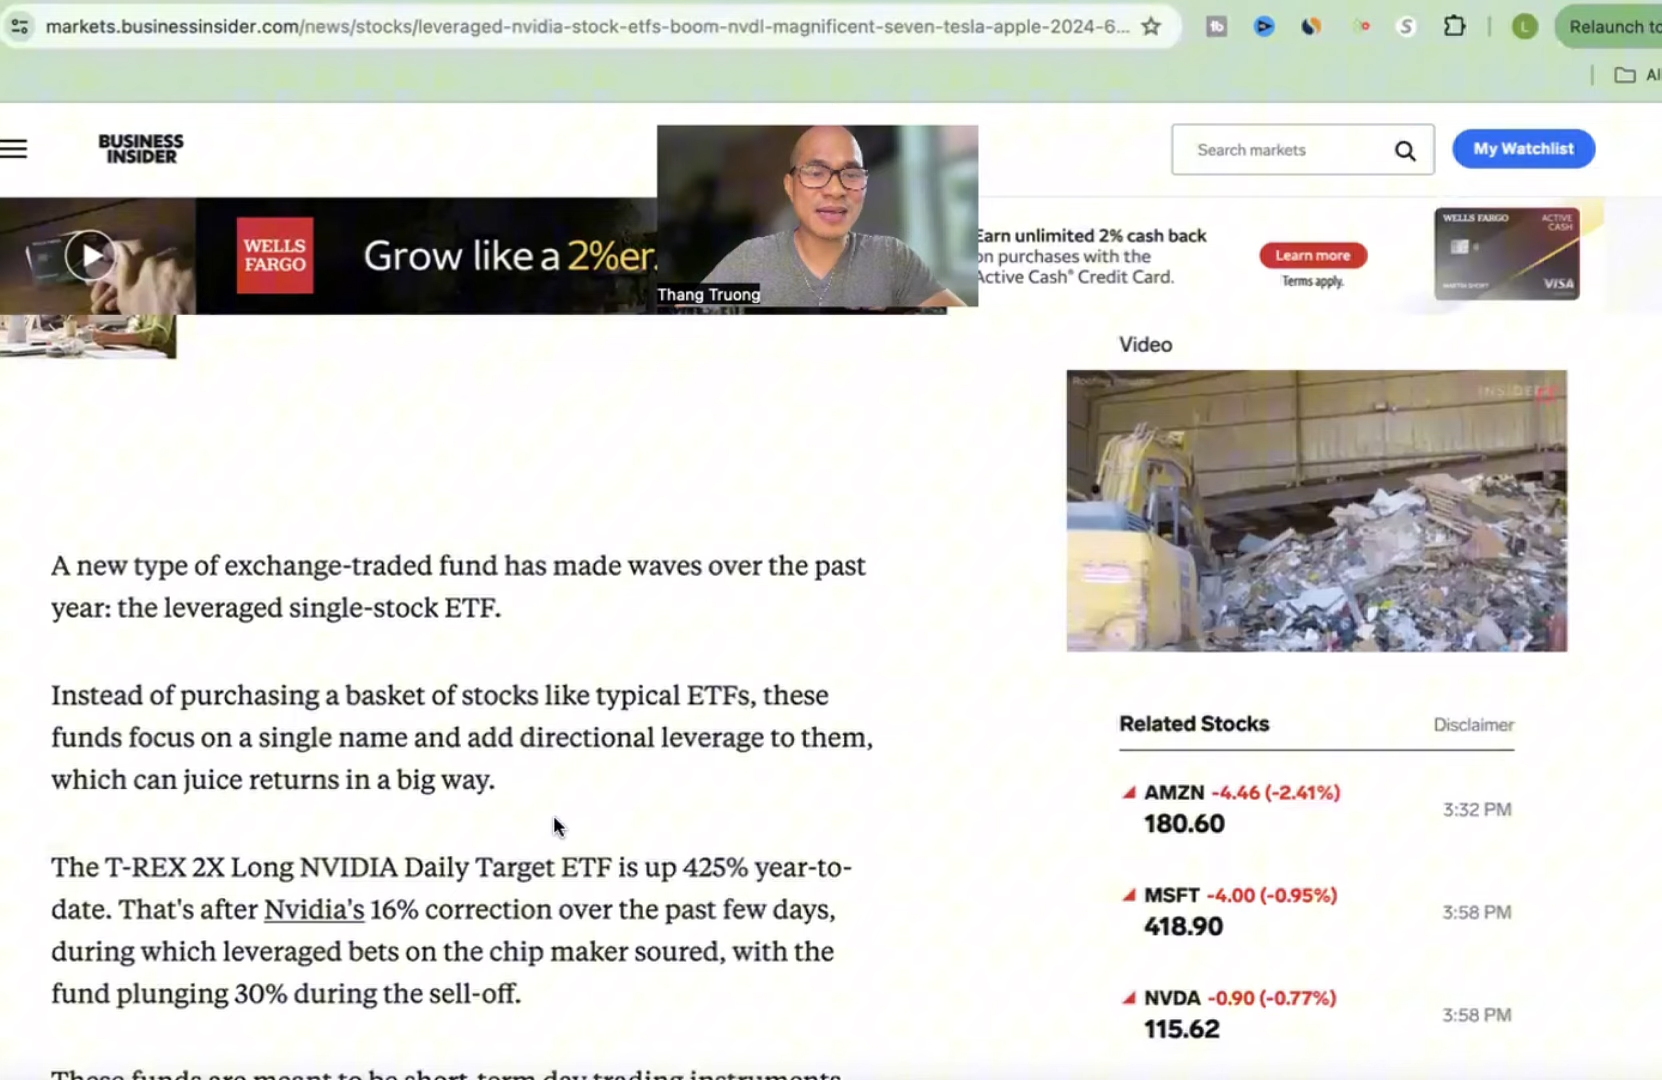 markets.businessinsider.com/news/stocks/leveraged-nvidia-stock-etfs-boom-nvdl-magnificent-seven-tesla-apple-2024-6...
tb
S
L
Relaunch to
Al
BUSINESS
INSIDER
Search markets
My Watchlist
WELLS
FARGO
Grow like a 2%er.
Thang Truong
Earn unlimited 2% cash back
on purchases with the
Active Cash® Credit Card.
Learn more
Terms apply.
WELLS FARGO
ACTIVE
CASH
VISA
Video
INSIDER
A new type of exchange-traded fund has made waves over the past
year: the leveraged single-stock ETF.
Instead of purchasing a basket of stocks like typical ETFs, these
funds focus on a single name and add directional leverage to them,
which can juice returns in a big way.
The T-REX 2X Long NVIDIA Daily Target ETF is up 425% year-to-
date. That's after Nvidia's 16% correction over the past few days,
during which leveraged bets on the chip maker soured, with the
fund plunging 30% during the sell-off.
These funds are meant to be short-term day trading instruments
Related Stocks
Disclaimer
AMZN -4.46 (-2.41%)
180.60
3:32 PM
MSFT -4.00 (-0.95%)
418.90
3:58 PM
NVDA -0.90 (-0.77%)
115.62
3:58 PM